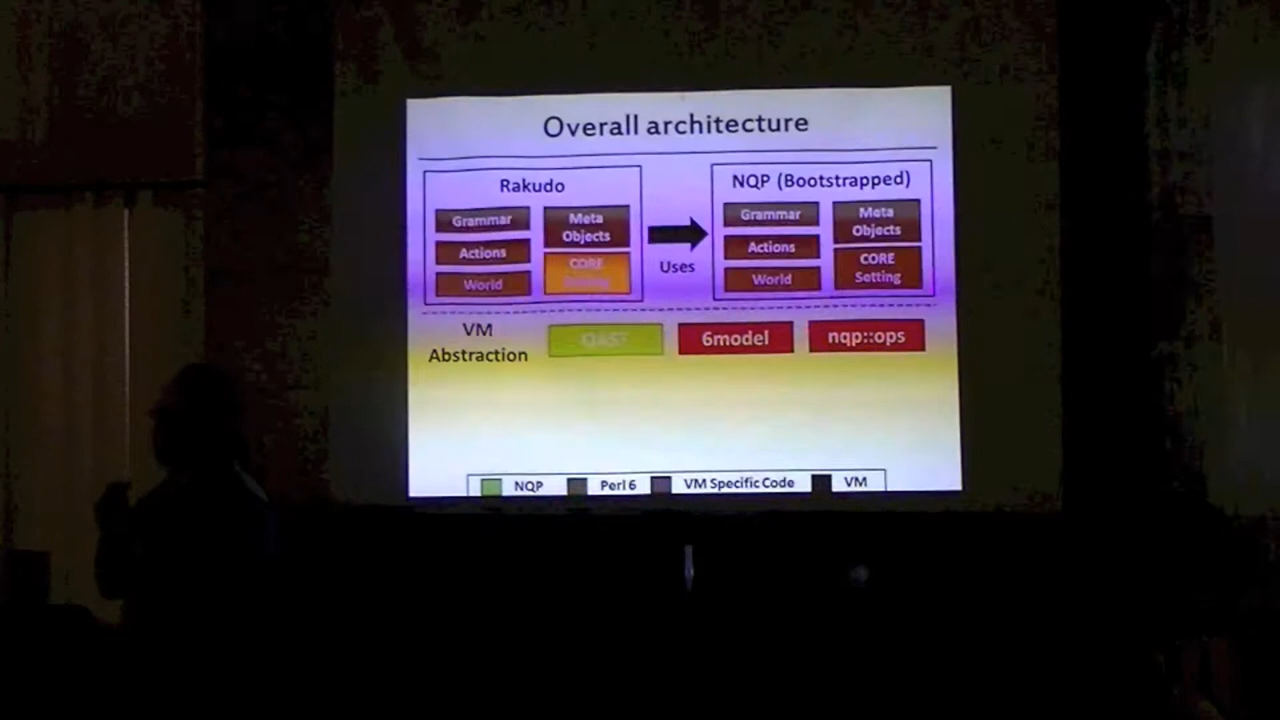 Overall architecture
Rakudo
Grammar
Actions
World
Meta
Objects
CORE
Uses
NQP (Bootstrapped)
Grammar
Actions
World
Meta
Objects
CORE
Setting
VM
Abstraction
6model
nqp::ops
NQP
Perl 6
VM Specific Code
VM